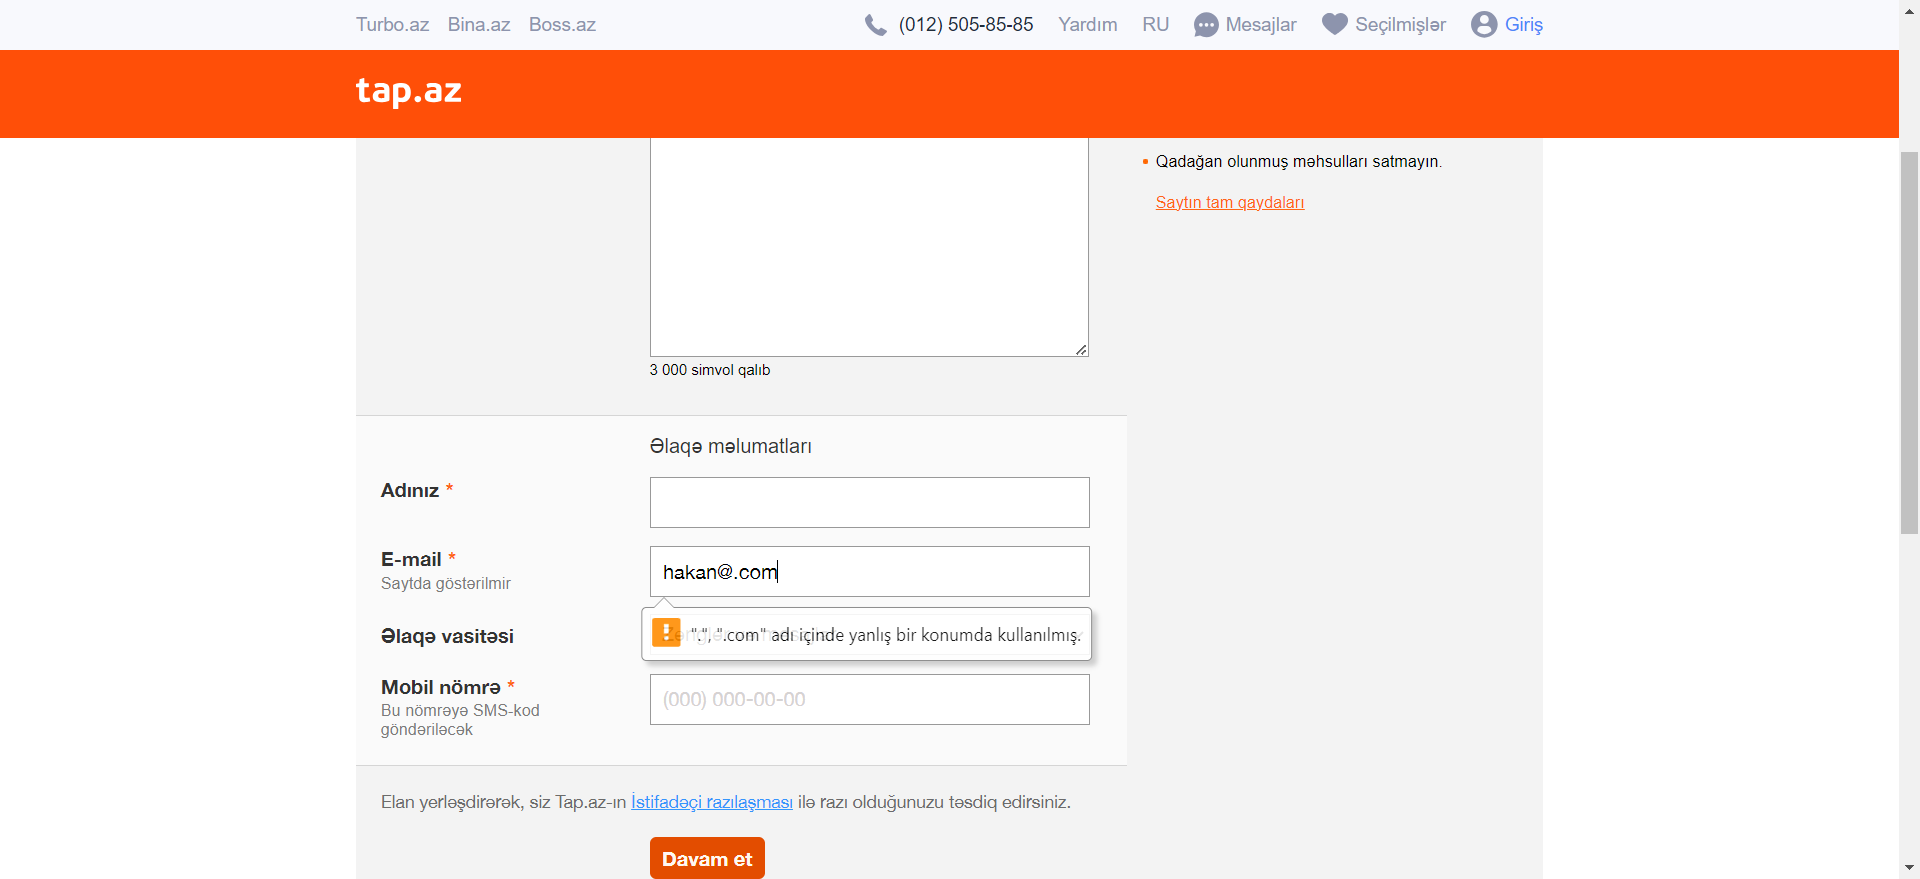 Turbo.az Bina.az Boss.az (012) 505-85-85 Yardım RU Mesajlar Seçilmişlər Giriş
tap.az
Qadağan olunmuş məhsulları satmayın.
Saytın tam qaydaları
3 000 simvol qalıb
Əlaqə məlumatları
Adınız *
E-mail *
Saytda göstərilmir
hakan@.com
Əlaqə vasitəsi
".", ".com" adı içinde yanlış bir konumda kullanılmış.
Mobil nömrə *
Bu nömrəyə SMS-kod
göndəriləcək
(000) 000-00-00
Elan yerləşdirərək, siz Tap.az-ın İstifadəçi razılaşması ilə razı olduğunuzu təsdiq edirsiniz.
Davam et